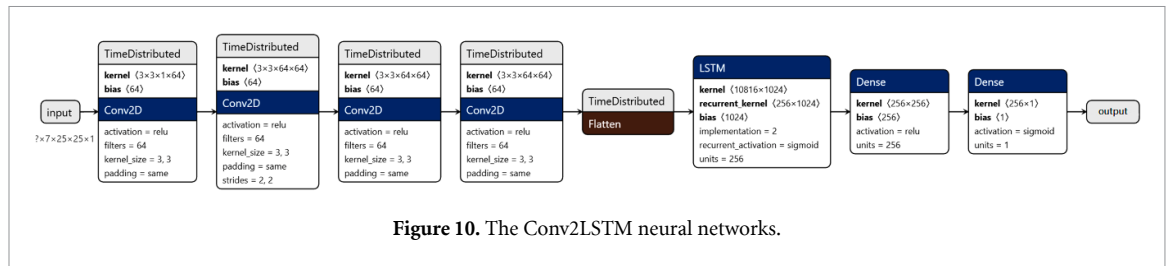 input
?×7×25×25×1
TimeDistributed
kernel ⟨3×3×1×64⟩
bias ⟨64⟩
Conv2D
activation = relu
filters = 64
kernel_size = 3, 3
padding = same
TimeDistributed
kernel ⟨3×3×64×64⟩
bias ⟨64⟩
Conv2D
activation = relu
filters = 64
kernel_size = 3, 3
padding = same
strides = 2, 2
TimeDistributed
kernel ⟨3×3×64×64⟩
bias ⟨64⟩
Conv2D
activation = relu
filters = 64
kernel_size = 3, 3
padding = same
TimeDistributed
kernel ⟨3×3×64×64⟩
bias ⟨64⟩
Conv2D
activation = relu
filters = 64
kernel_size = 3, 3
padding = same
TimeDistributed
Flatten
LSTM
kernel ⟨10816×1024⟩
recurrent_kernel ⟨256×1024⟩
bias ⟨1024⟩
implementation = 2
recurrent_activation = sigmoid
units = 256
Dense
kernel ⟨256×256⟩
bias ⟨256⟩
activation = relu
units = 256
Dense
kernel ⟨256×1⟩
bias ⟨1⟩
activation = sigmoid
units = 1
output
Figure 10. The Conv2LSTM neural networks.